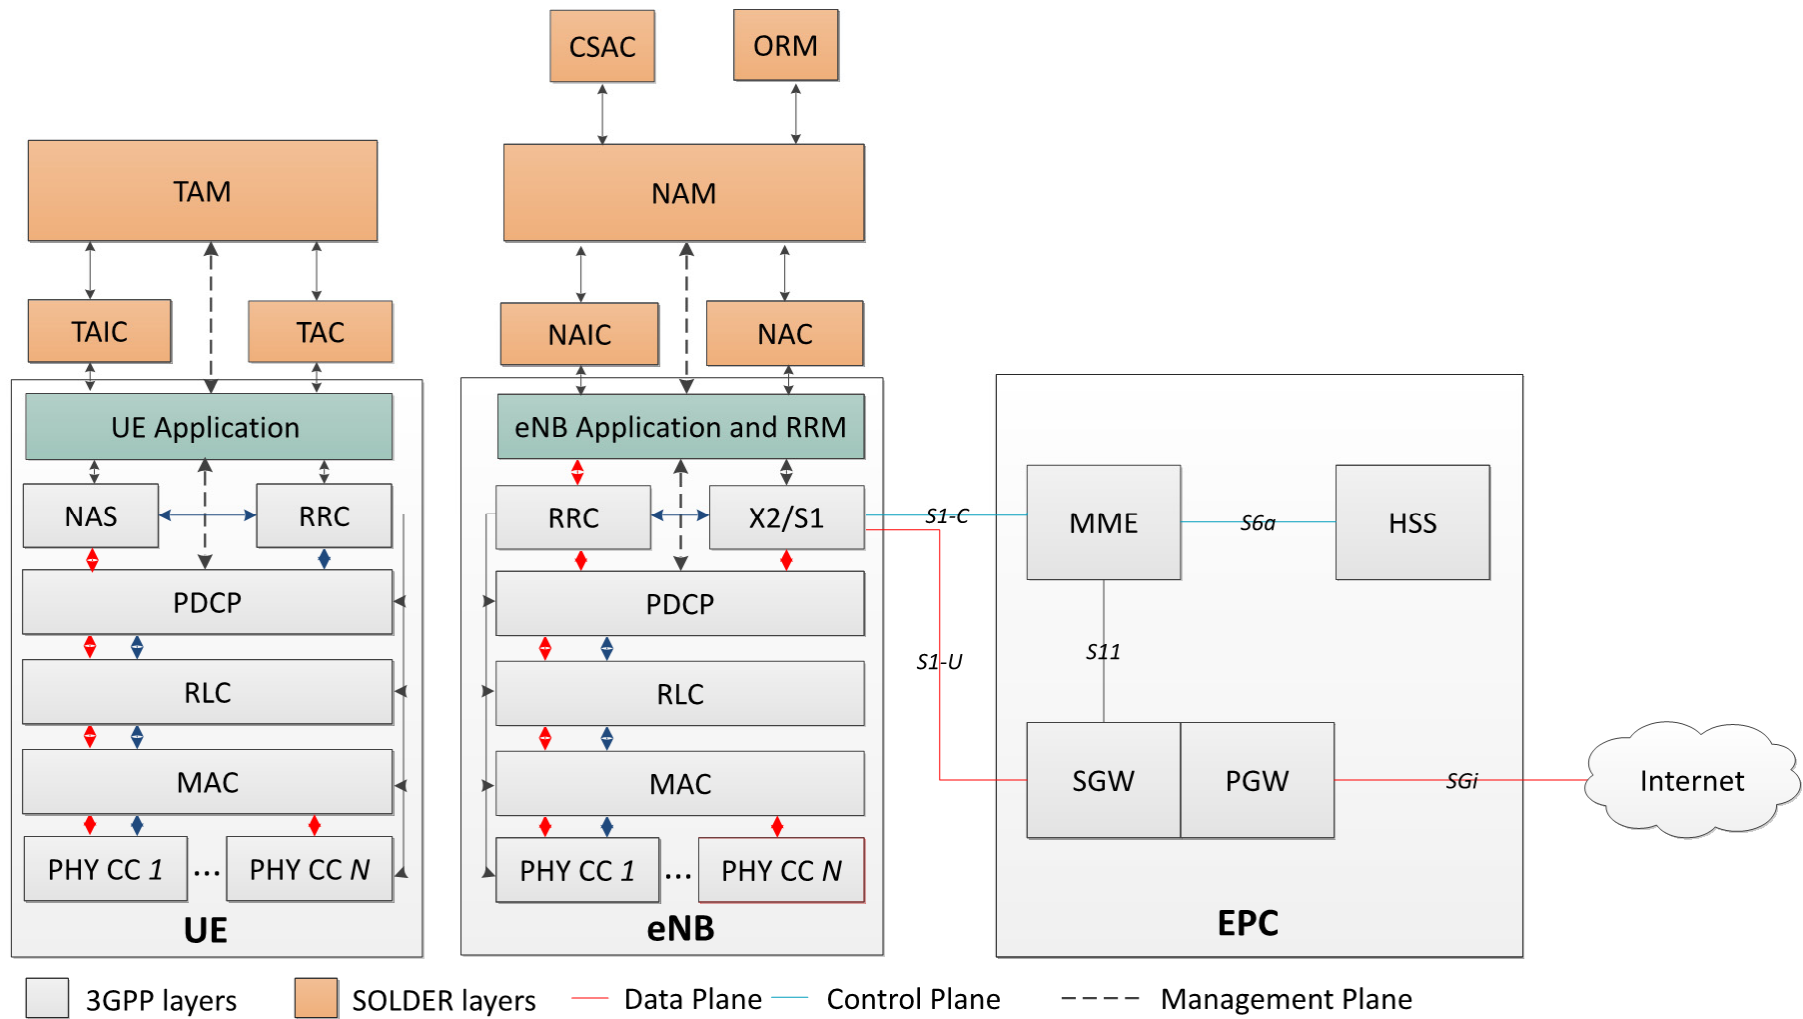 CSAC
ORM
TAM
NAM
TAIC
TAC
NAIC
NAC
UE Application
NAS
RRC
PDCP
RLC
MAC
PHY CC 1
...
PHY CC N
UE
eNB Application and RRM
RRC
X2/S1
PDCP
RLC
MAC
PHY CC 1
...
PHY CC N
eNB
S1-C
S1-U
MME
S6a
HSS
S11
SGW
PGW
SGi
Internet
EPC
3GPP layers
SOLDER layers
Data Plane
Control Plane
Management Plane